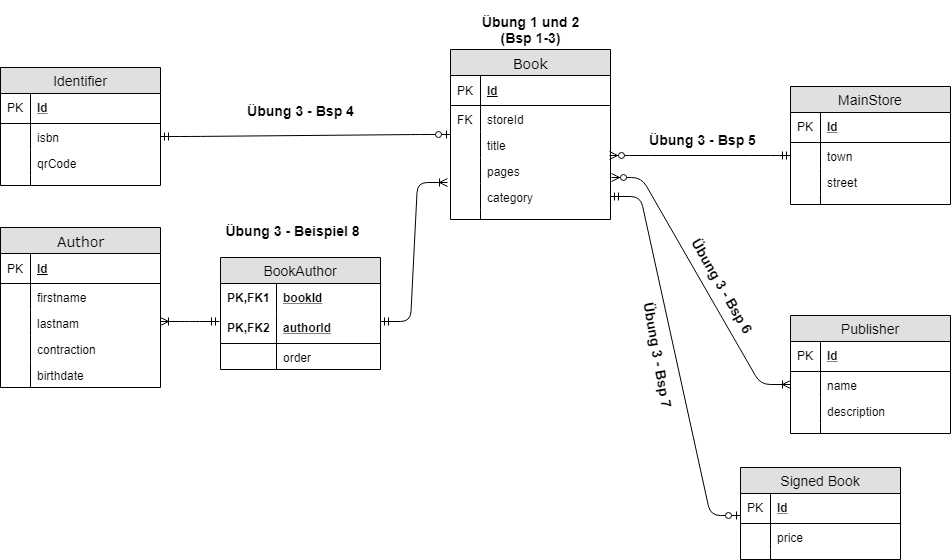 Übung 1 und 2
(Bsp 1-3)
Book
PK Id
FK storeId
title
pages
category
Identifier
PK Id
isbn
qrCode
Übung 3 - Bsp 4
MainStore
PK Id
town
street
Übung 3 - Bsp 5
Author
PK Id
firstname
lastnam
contraction
birthdate
Übung 3 - Beispiel 8
BookAuthor
PK,FK1 bookId
PK,FK2 authorId
order
Übung 3 - Bsp 6
Übung 3 - Bsp 7
Publisher
PK Id
name
description
Signed Book
PK Id
price